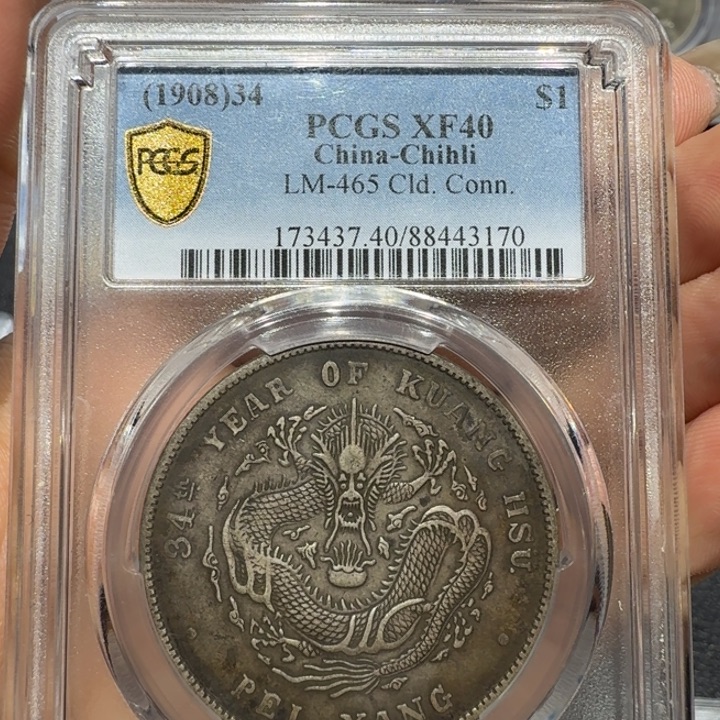 (1908)34 $1
PCGS XF40
China-Chihli
LM-465 Cld. Conn.
173437.40/88443170
PCGS
34TH YEAR OF KUANG HSU
PEI YANG